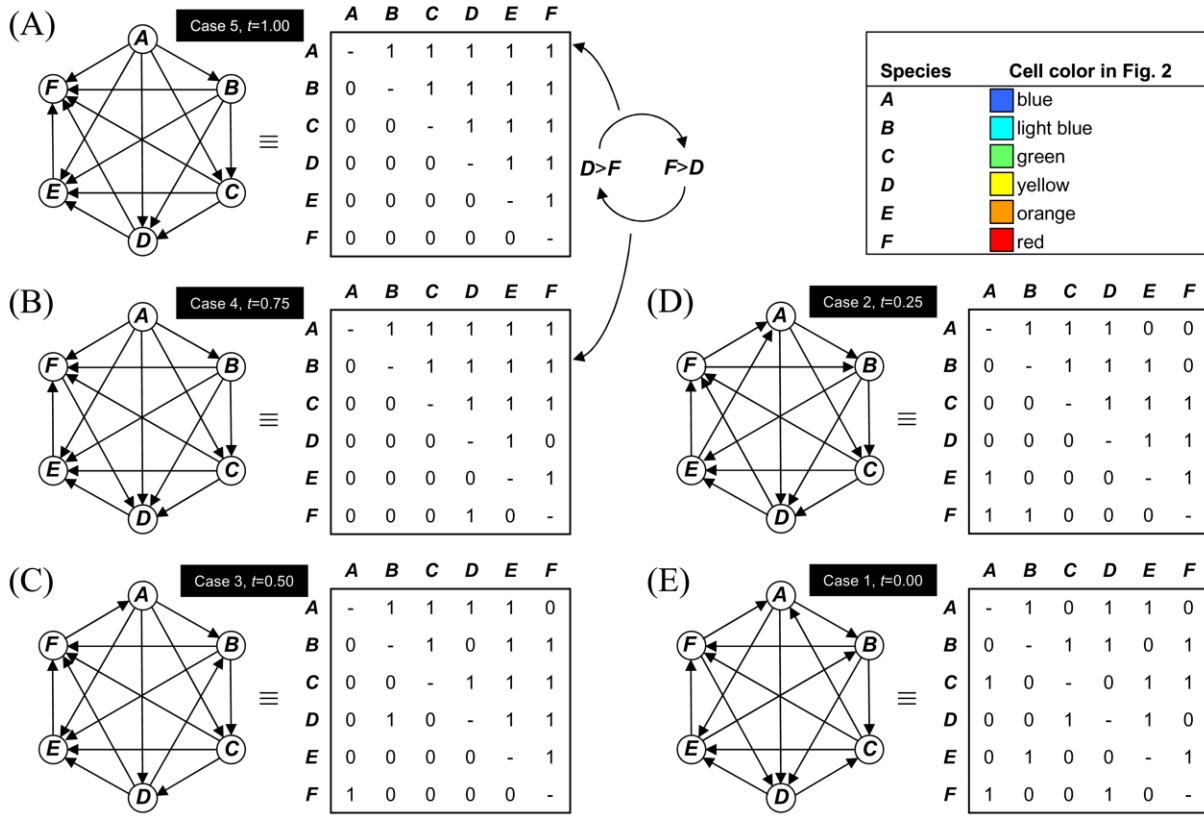 (A)
Case 5, t=1.00
A
B
C
D
E
F
≡
A B C D E F
A - 1 1 1 1 1
B 0 - 1 1 1 1
C 0 0 - 1 1 1
D 0 0 0 - 1 1
E 0 0 0 0 - 1
F 0 0 0 0 0 -
D>F F>D
Species Cell color in Fig. 2
A blue
B light blue
C green
D yellow
E orange
F red
(B)
Case 4, t=0.75
A
B
C
D
E
F
≡
A B C D E F
A - 1 1 1 1 1
B 0 - 1 1 1 1
C 0 0 - 1 1 1
D 0 0 0 - 1 0
E 0 0 0 0 - 1
F 0 0 0 1 0 -
(D)
Case 2, t=0.25
A
B
C
D
E
F
≡
A B C D E F
A - 1 1 1 0 0
B 0 - 1 1 1 0
C 0 0 - 1 1 1
D 0 0 0 - 1 1
E 1 0 0 0 - 1
F 1 1 0 0 0 -
(C)
Case 3, t=0.50
A
B
C
D
E
F
≡
A B C D E F
A - 1 1 1 1 0
B 0 - 1 0 1 1
C 0 0 - 1 1 1
D 0 1 0 - 1 1
E 0 0 0 0 - 1
F 1 0 0 0 0 -
(E)
Case 1, t=0.00
A
B
C
D
E
F
≡
A B C D E F
A - 1 0 1 1 0
B 0 - 1 1 0 1
C 1 0 - 0 1 1
D 0 0 1 - 1 0
E 0 1 0 0 - 1
F 1 0 0 1 0 -